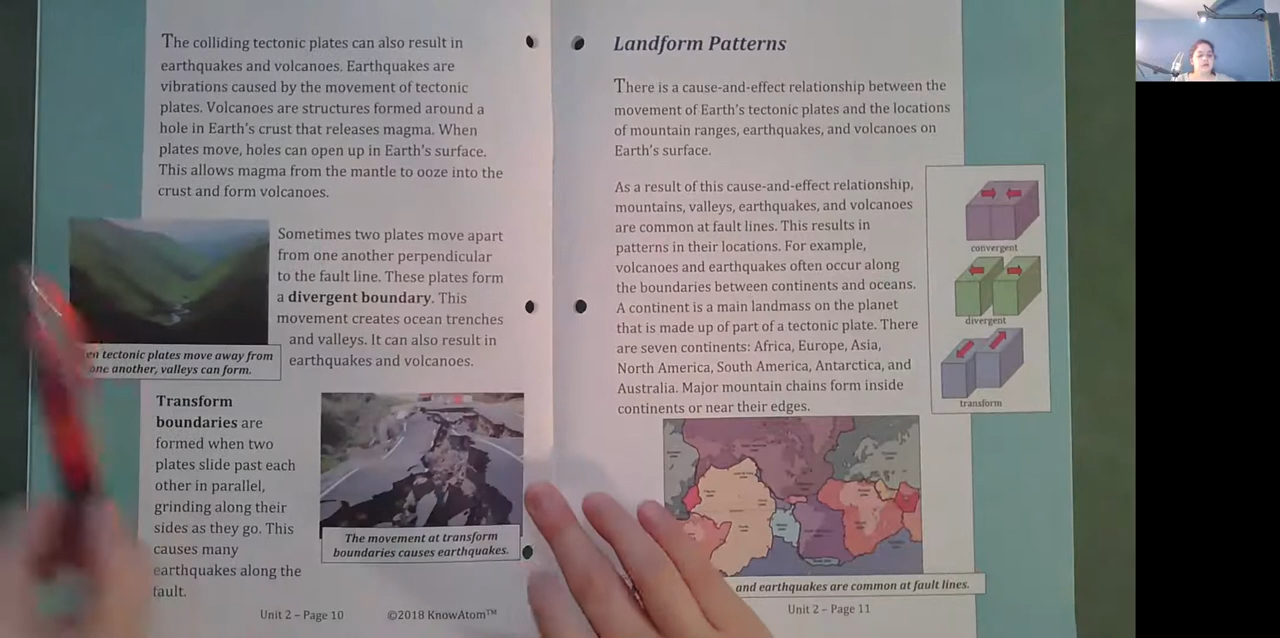 The colliding tectonic plates can also result in
earthquakes and volcanoes. Earthquakes are
vibrations caused by the movement of tectonic
plates. Volcanoes are structures formed around a
hole in Earth's crust that releases magma. When
plates move, holes can open up in Earth's surface.
This allows magma from the mantle to ooze into the
crust and form volcanoes.
Sometimes two plates move apart
from one another perpendicular
to the fault line. These plates form
a divergent boundary. This
movement creates ocean trenches
and valleys. It can also result in
earthquakes and volcanoes.
tectonic plates move away from
one another, valleys can form.
Transform
boundaries are
formed when two
plates slide past each
other in parallel,
grinding along their
sides as they go. This
causes many
earthquakes along the
fault.
The movement at transform
boundaries causes earthquakes.
Unit 2 – Page 10 ©2018 KnowAtom™
Landform Patterns
There is a cause-and-effect relationship between the
movement of Earth's tectonic plates and the locations
of mountain ranges, earthquakes, and volcanoes on
Earth's surface.
As a result of this cause-and-effect relationship,
mountains, valleys, earthquakes, and volcanoes
are common at fault lines. This results in
patterns in their locations. For example,
volcanoes and earthquakes often occur along
the boundaries between continents and oceans.
A continent is a main landmass on the planet
that is made up of part of a tectonic plate. There
are seven continents: Africa, Europe, Asia,
North America, South America, Antarctica, and
Australia. Major mountain chains form inside
continents or near their edges.
convergent
divergent
transform
and earthquakes are common at fault lines.
Unit 2 – Page 11